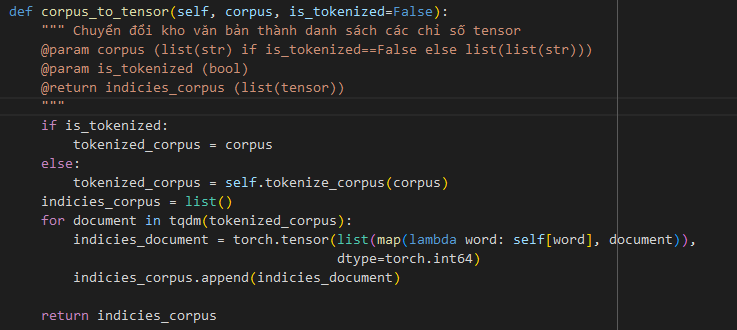 def corpus_to_tensor(self, corpus, is_tokenized=False):
    """ Chuyển đổi kho văn bản thành danh sách các chỉ số tensor
    @param corpus (list(str) if is_tokenized==False else list(list(str)))
    @param is_tokenized (bool)
    @return indicies_corpus (list(tensor))
    """
    if is_tokenized:
        tokenized_corpus = corpus
    else:
        tokenized_corpus = self.tokenize_corpus(corpus)
    indicies_corpus = list()
    for document in tqdm(tokenized_corpus):
        indicies_document = torch.tensor(list(map(lambda word: self[word], document)),
                                         dtype=torch.int64)
        indicies_corpus.append(indicies_document)

    return indicies_corpus